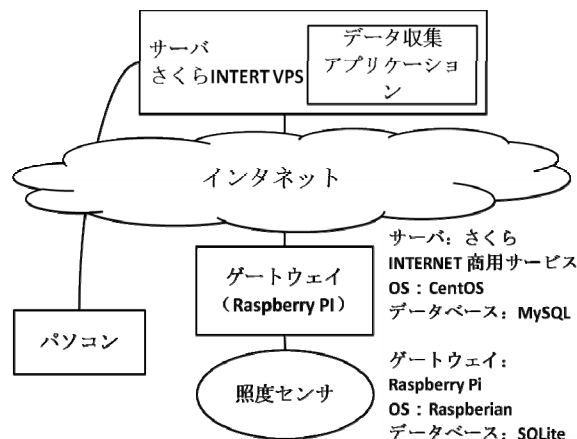 サーバ
さくらINTERT VPS
データ収集
アプリケーショ
ン
インタネット
ゲートウェイ
（Raspberry PI）
パソコン
照度センサ
サーバ：さくら
INTERNET 商用サービス
OS：CentOS
データベース：MySQL
ゲートウェイ：
Raspberry Pi
OS：Raspberian
データベース：SQLite